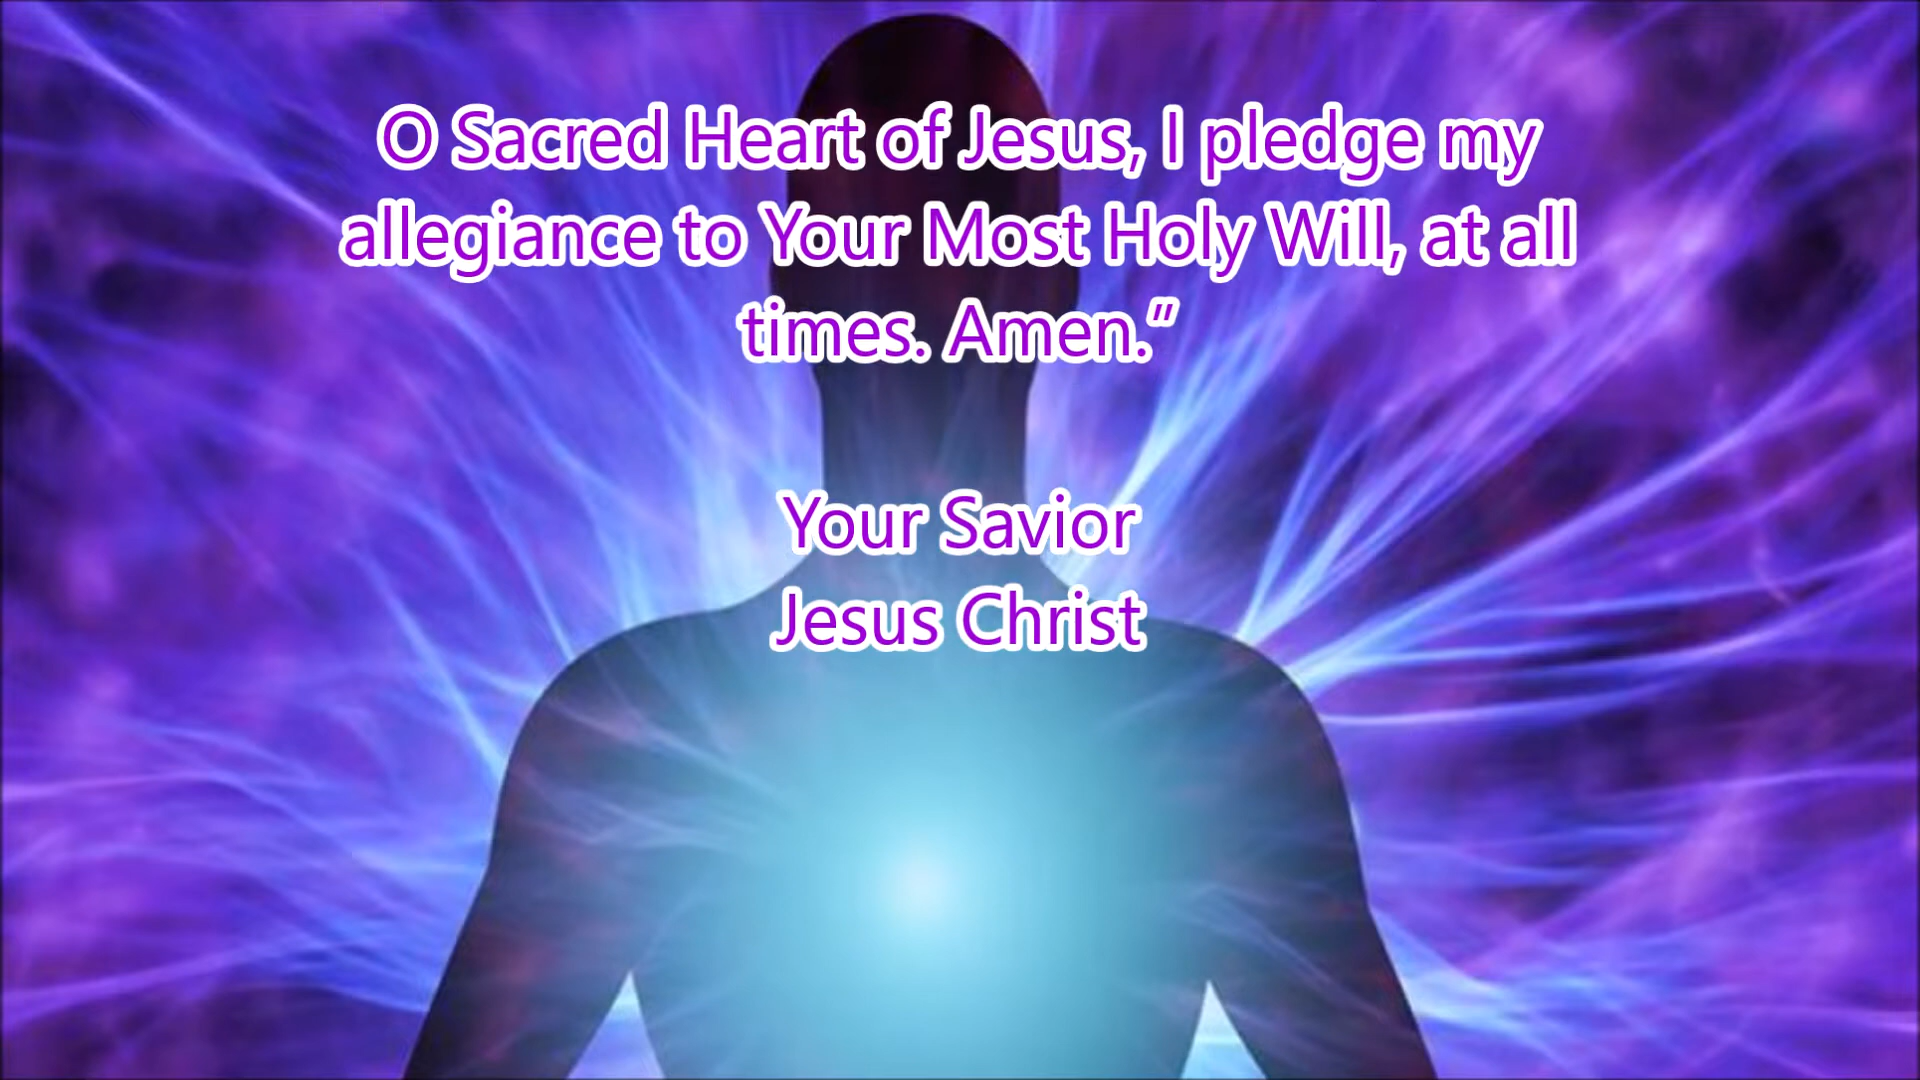 O Sacred Heart of Jesus, I pledge my
allegiance to Your Most Holy Will, at all
times. Amen.”
Your Savior
Jesus Christ